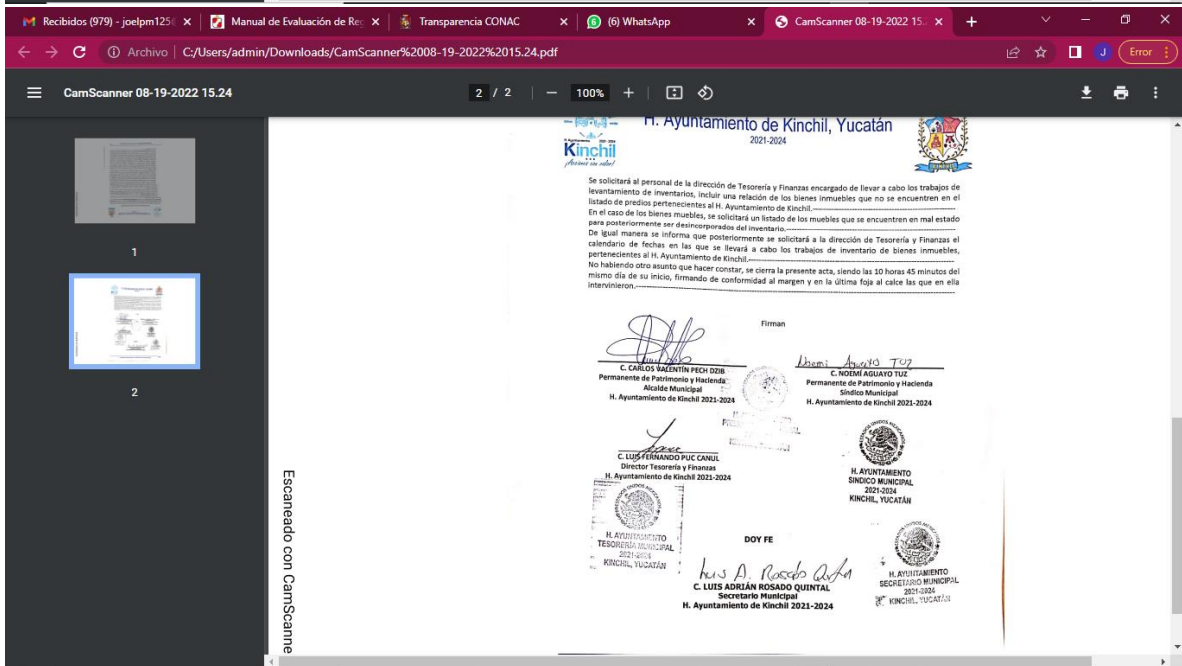 Recibidos (979) - joelpm125
Manual de Evaluación de Re
Transparencia CONAC
(6) WhatsApp
CamScanner 08-19-2022 15.
Archivo
C:/Users/admin/Downloads/CamScanner%2008-19-2022%2015.24.pdf
J
Error
CamScanner 08-19-2022 15.24
2 / 2
100%
1
2
Kinchil
H. Ayuntamiento de Kinchil, Yucatán
2021-2024
Se solicitará al personal de la dirección de Tesorería y Finanzas encargado de llevar a cabo los trabajos de
levantamiento de inventarios, incluir una relación de los bienes inmuebles que no se encuentren en el
listado de predios pertenecientes al H. Ayuntamiento de Kinchil.
En el caso de los bienes muebles, se solicitará un listado de los muebles que se encuentren en mal estado
para posteriormente ser desincorporados del inventario.
De igual manera se informa que posteriormente se solicitará a la dirección de Tesorería y Finanzas el
calendario de fechas en las que se llevará a cabo los trabajos de inventario de bienes inmuebles,
pertenecientes al H. Ayuntamiento de Kinchil.
No habiendo otro asunto que hacer constar, se cierra la presente acta, siendo las 10 horas 45 minutos del
mismo día de su inicio, firmando de conformidad al margen y en la última foja al calce las que en ella
intervinieron.
Firman
C. CARLOS VALENTÍN PECH DZIB
Permanente de Patrimonio y Hacienda
Alcalde Municipal
H. Ayuntamiento de Kinchil 2021-2024
Noemi Aguayo TUZ
C. NOEMÍ AGUAYO TUZ
Permanente de Patrimonio y Hacienda
Síndico Municipal
H. Ayuntamiento de Kinchil 2021-2024
C. LUIS FERNANDO PUC CANUL
Director Tesorería y Finanzas
H. Ayuntamiento de Kinchil 2021-2024
ESTADOS UNIDOS MEXICANOS
H. AYUNTAMIENTO
SINDICO MUNICIPAL
2021-2024
KINCHIL, YUCATÁN
H. AYUNTAMIENTO
TESORERÍA MUNICIPAL
2021-2024
KINCHIL, YUCATÁN
DOY FE
Luis A. Rosado Quintal
C. LUIS ADRIÁN ROSADO QUINTAL
Secretario Municipal
H. Ayuntamiento de Kinchil 2021-2024
H. AYUNTAMIENTO
SECRETARIO MUNICIPAL
2021-2024
KINCHIL, YUCATÁN
Escaneado con CamScanne